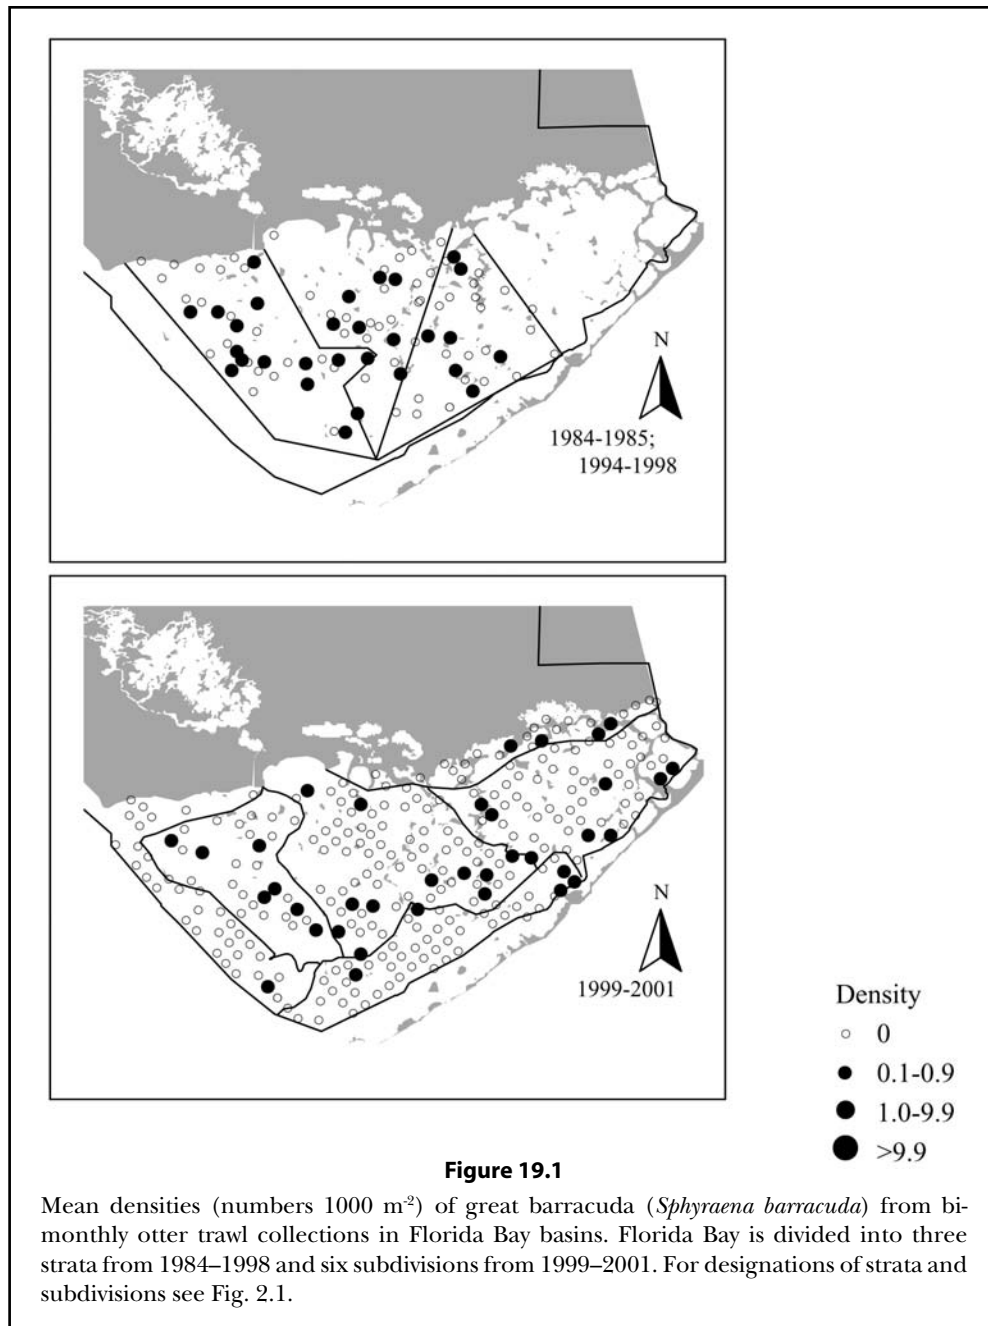 N
1984-1985;
1994-1998
N
1999-2001
Density
0
0.1-0.9
1.0-9.9
>9.9
Figure 19.1
Mean densities (numbers 1000 m-2) of great barracuda (Sphyraena barracuda) from bi-
monthly otter trawl collections in Florida Bay basins. Florida Bay is divided into three
strata from 1984–1998 and six subdivisions from 1999–2001. For designations of strata and
subdivisions see Fig. 2.1.